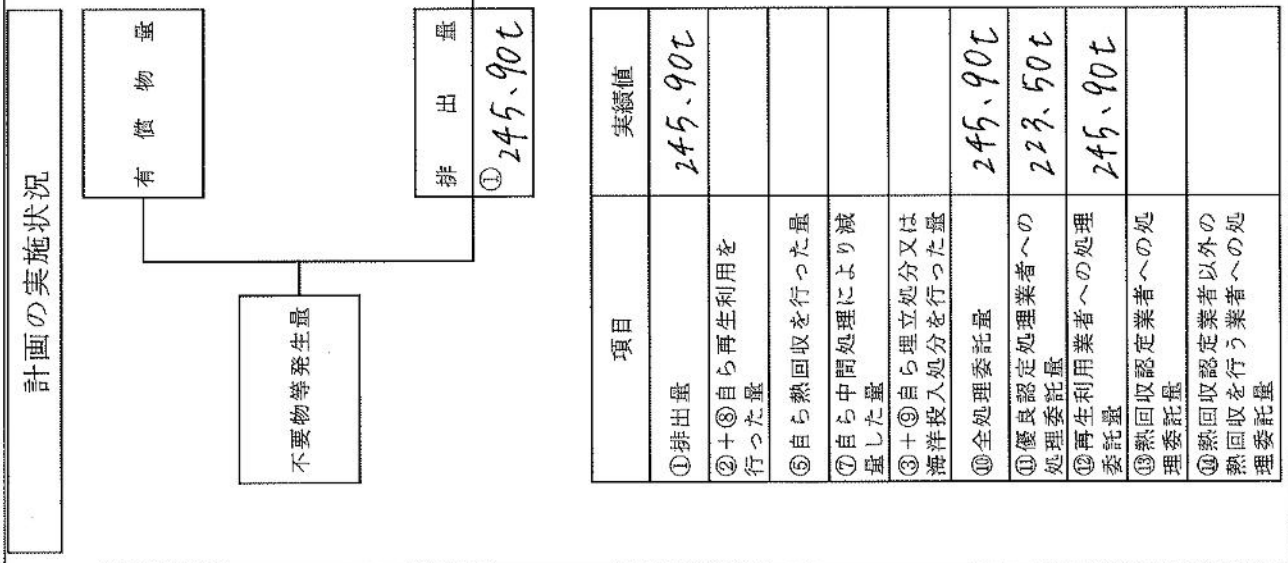 計画の実施状況
有償物量
不要物等発生量
排出量
① 245、90t
項目 実績値
①排出量 245、90t
②+⑧自ら再生利用を
行った量
⑤自ら熱回収を行った量
⑦自ら中間処理により減
量した量
③+⑨自ら埋立処分又は
海洋投入処分を行った量
⑩全処理委託量 245、90t
⑪優良認定処理業者への
処理委託量 223、50t
⑫再生利用業者への処理
委託量 245、90t
⑬熱回収認定業者への処
理委託量
⑭熱回収認定業者以外の
熱回収を行う業者への処
理委託量